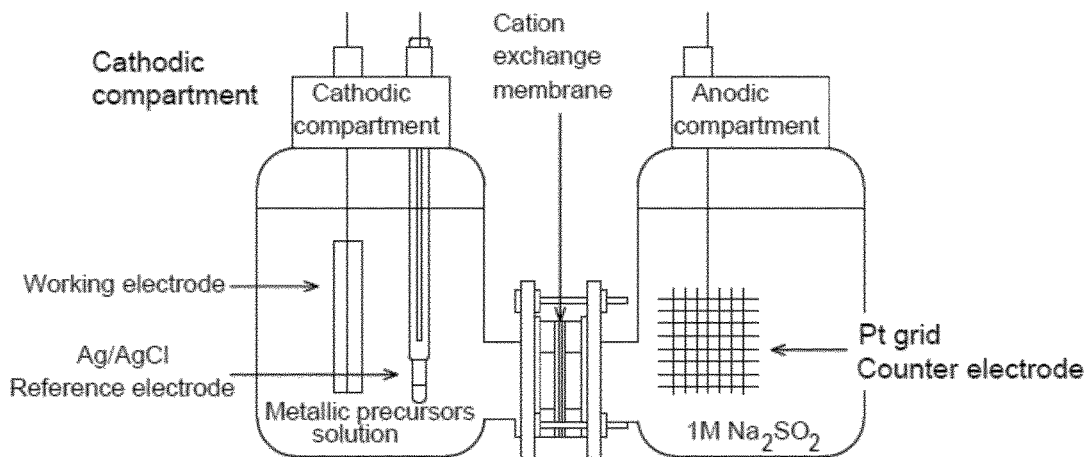 Cathodic
compartment
Cathodic
compartment
Cation
exchange
membrane
Anodic
compartment
Working electrode
Ag/AgCl
Reference electrode
Metallic precursors
solution
Pt grid
Counter electrode
1M Na₂SO₂